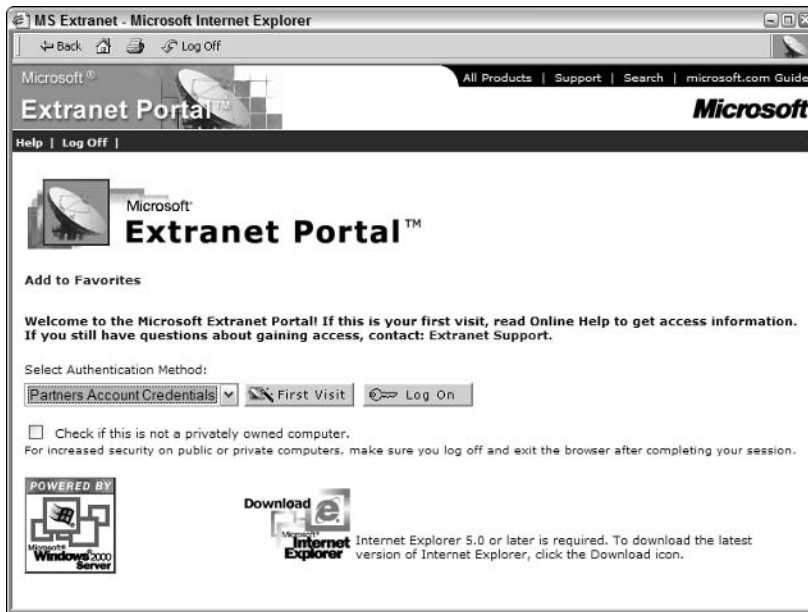 MS Extranet - Microsoft Internet Explorer
Back Log Off
Microsoft ®
All Products | Support | Search | microsoft.com Guide
Extranet Portal™
Microsoft
Help | Log Off |
Microsoft®
Extranet Portal™
Add to Favorites
Welcome to the Microsoft Extranet Portal! If this is your first visit, read Online Help to get access information.
If you still have questions about gaining access, contact: Extranet Support.
Select Authentication Method:
Partners Account Credentials First Visit Log On
Check if this is not a privately owned computer.
For increased security on public or private computers, make sure you log off and exit the browser after completing your session.
POWERED BY
Microsoft®
Windows®2000
Server
Download
Microsoft®
Internet
Explorer
Internet Explorer 5.0 or later is required. To download the latest
version of Internet Explorer, click the Download icon.